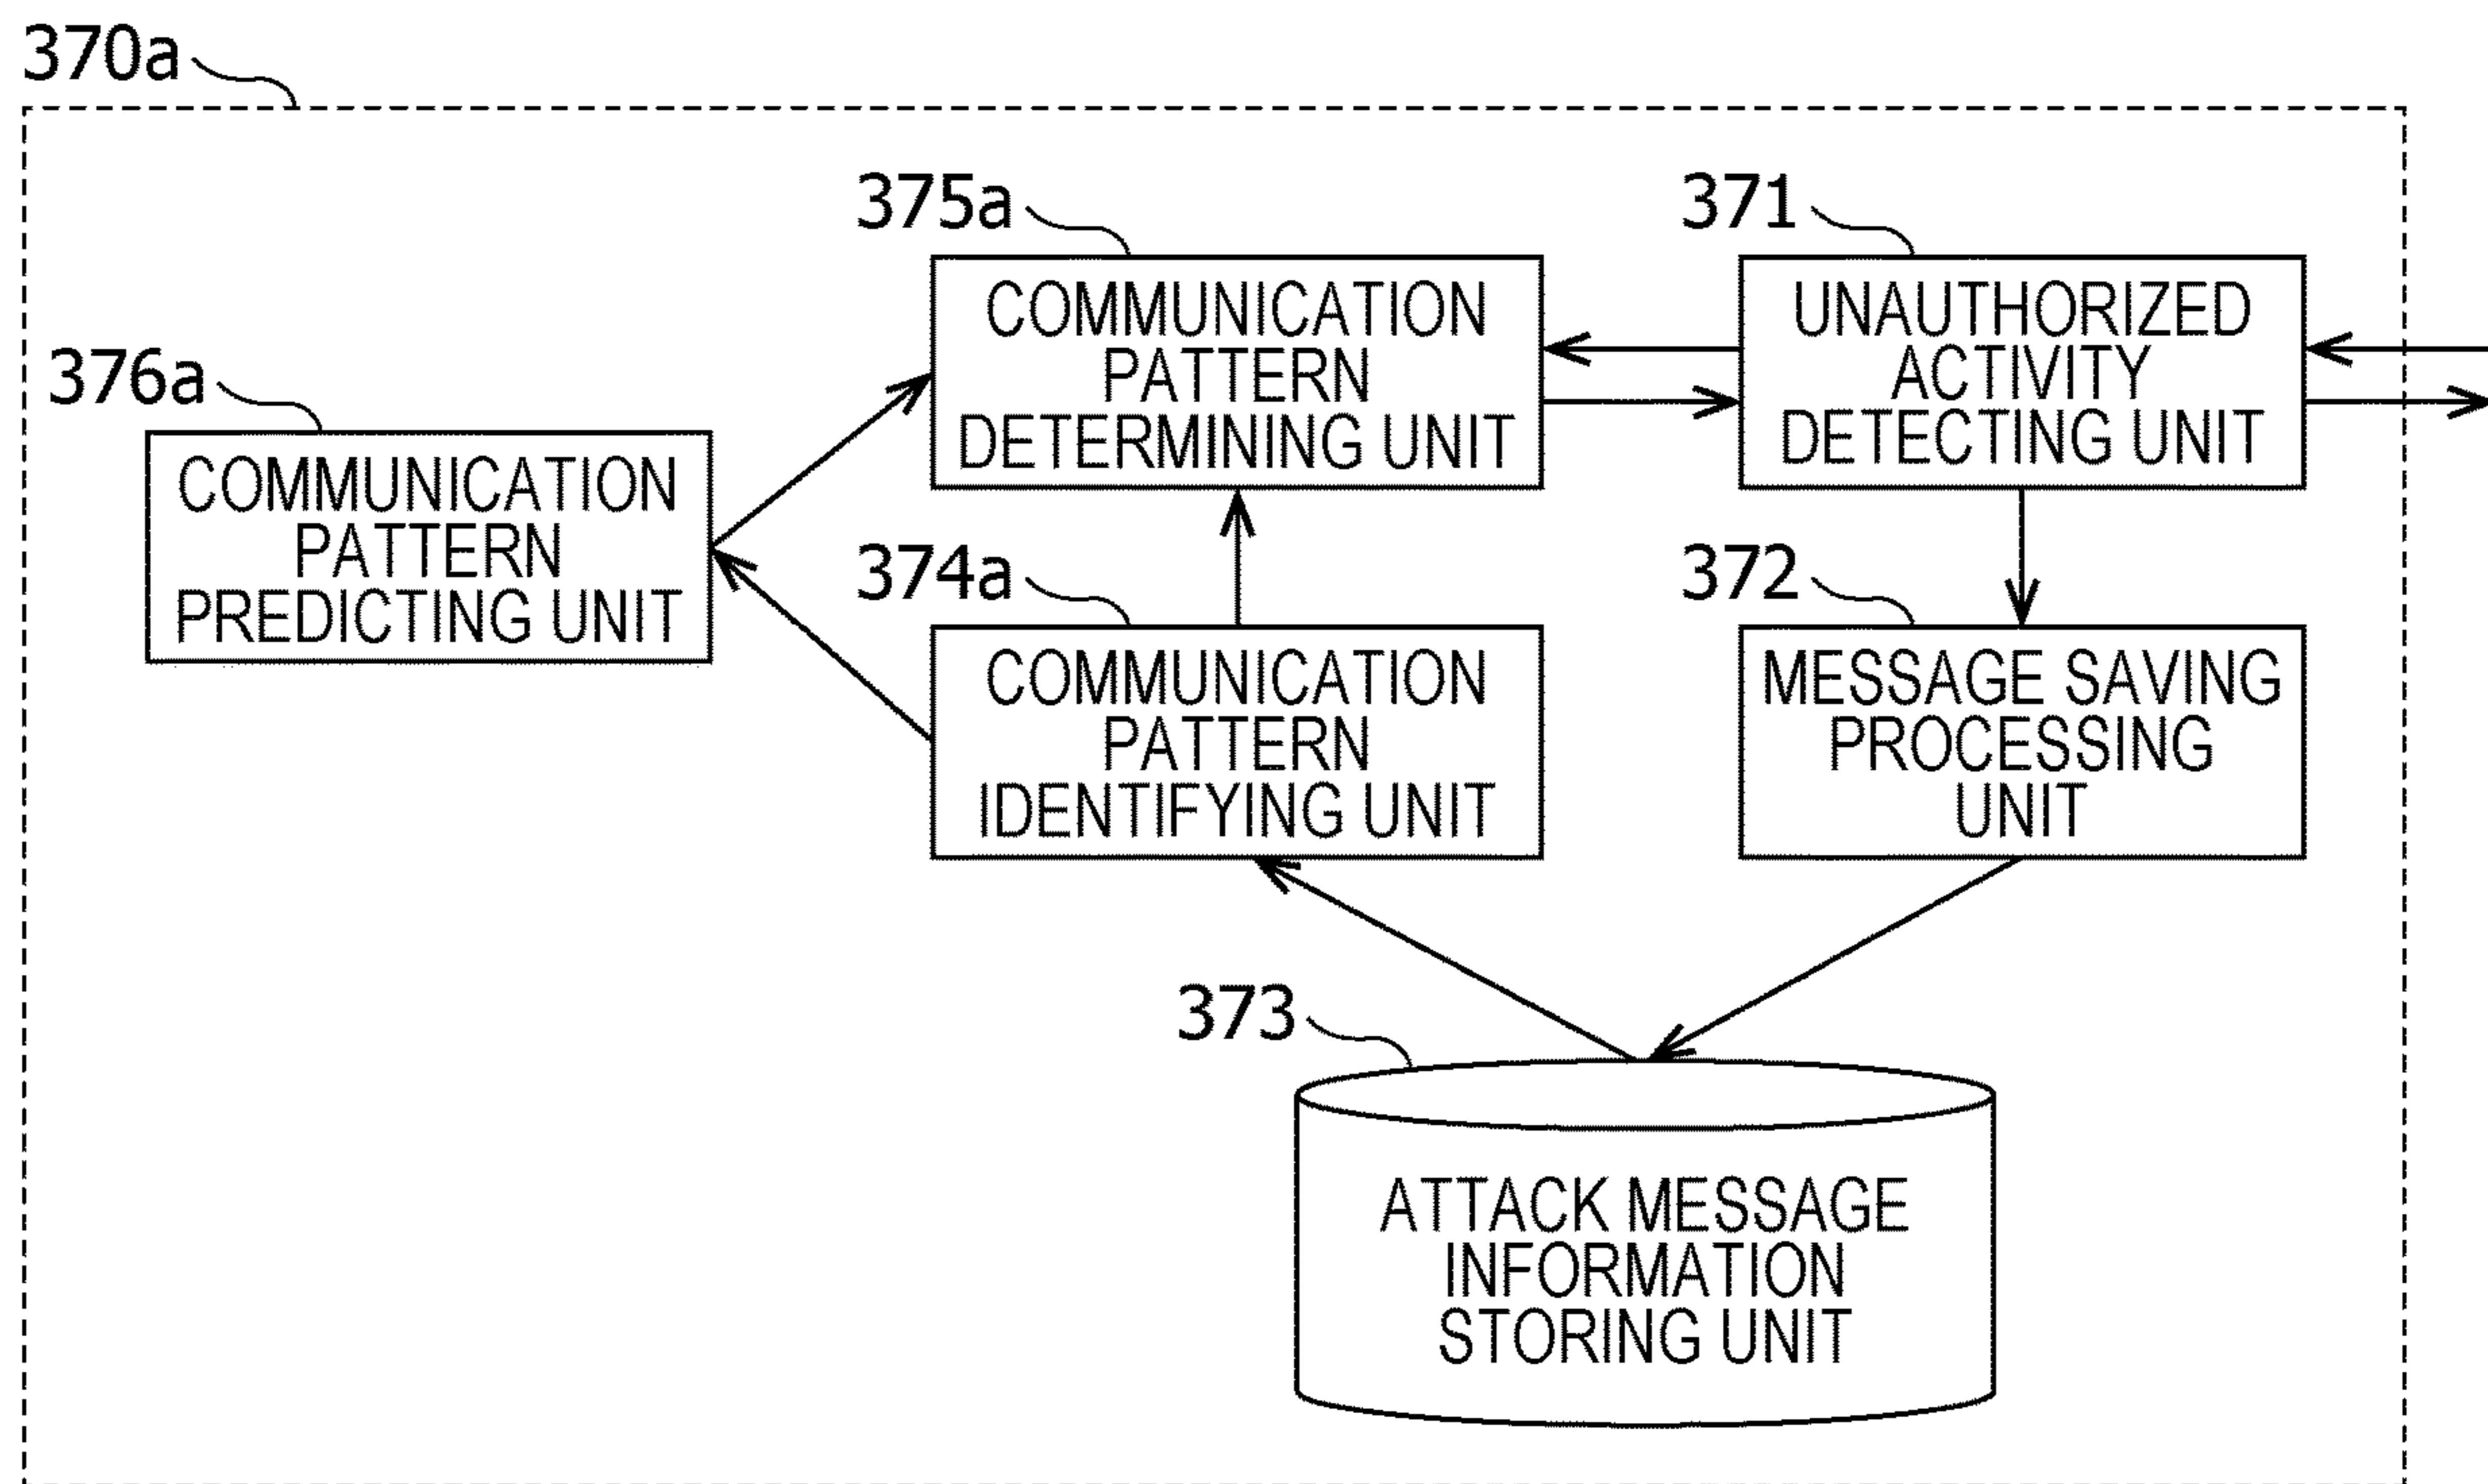 370a
375a
COMMUNICATION
PATTERN
DETERMINING UNIT
371
UNAUTHORIZED
ACTIVITY
DETECTING UNIT
376a
COMMUNICATION
PATTERN
PREDICTING UNIT
374a
COMMUNICATION
PATTERN
IDENTIFYING UNIT
372
MESSAGE SAVING
PROCESSING
UNIT
373
ATTACK MESSAGE
INFORMATION
STORING UNIT